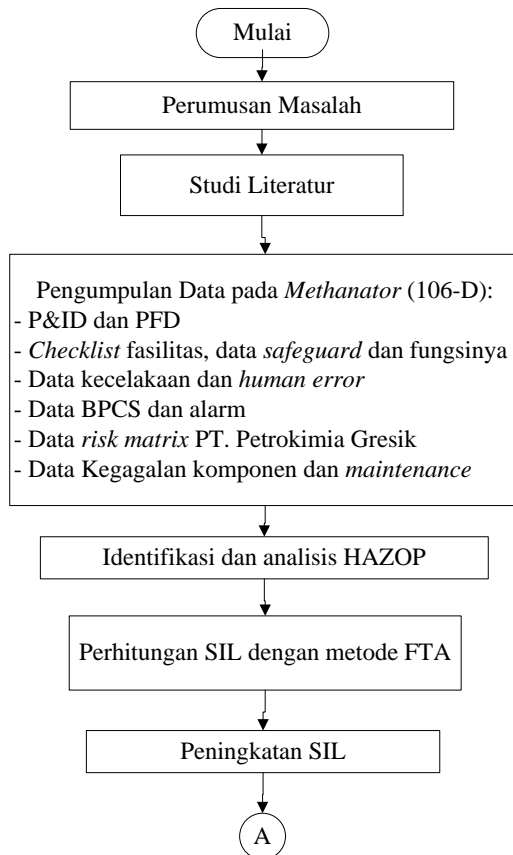 Mulai
Perumusan Masalah
Studi Literatur
Pengumpulan Data pada Methanator (106-D):
- P&ID dan PFD
- Checklist fasilitas, data safeguard dan fungsinya
- Data kecelakaan dan human error
- Data BPCS dan alarm
- Data risk matrix PT. Petrokimia Gresik
- Data Kegagalan komponen dan maintenance
Identifikasi dan analisis HAZOP
Perhitungan SIL dengan metode FTA
Peningkatan SIL
A